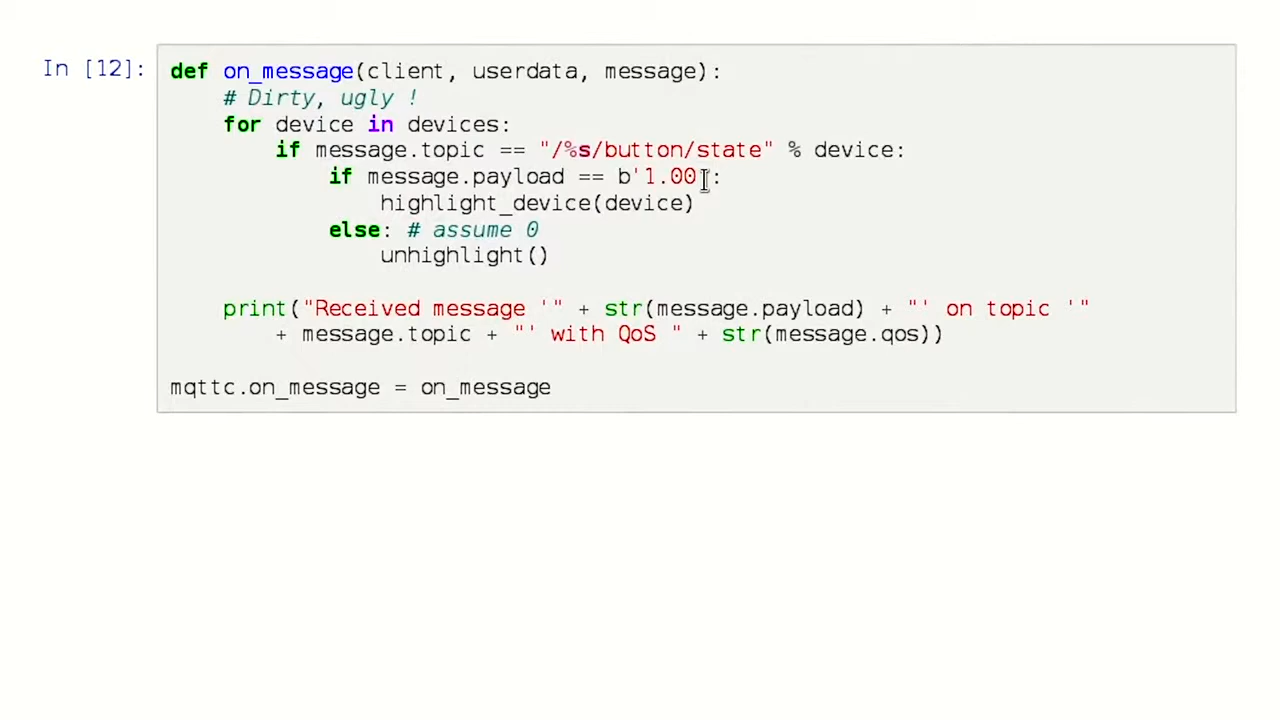 In [12]:
def on_message(client, userdata, message):
    # Dirty, ugly !
    for device in devices:
        if message.topic == "/%s/button/state" % device:
            if message.payload == b'1.00':
                highlight_device(device)
            else: # assume 0
                unhighlight()
    print("Received message '" + str(message.payload) + "' on topic '"
        + message.topic + "' with QoS " + str(message.qos))
mqttc.on_message = on_message